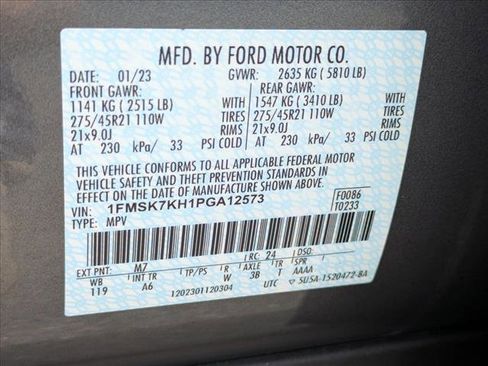 MFD. BY FORD MOTOR CO.
DATE: 01/23 GVWR: 2635 KG ( 5810 LB)
FRONT GAWR: REAR GAWR:
1141 KG ( 2515 LB) WITH 1547 KG ( 3410 LB) WITH
275/45R21 110W TIRES 275/45R21 110W TIRES
21x9.0J RIMS 21x9.0J RIMS
AT 230 kPa/ 33 PSI COLD AT 230 kPa/ 33 PSI COLD
THIS VEHICLE CONFORMS TO ALL APPLICABLE FEDERAL MOTOR
VEHICLE SAFETY AND THEFT PREVENTION STANDARDS IN
EFFECT ON THE DATE OF MANUFACTURE SHOWN ABOVE.
VIN: 1FMSK7KH1PGA12573 F0086
TYPE: MPV T0233
EXT PNT: M7 RC: 24 DSO:
WB INT TR TP/PS R AXLE TR SPR
119 A6 W 3B T AAAA
1202301120304 UTC 5U5A-1520472-BA